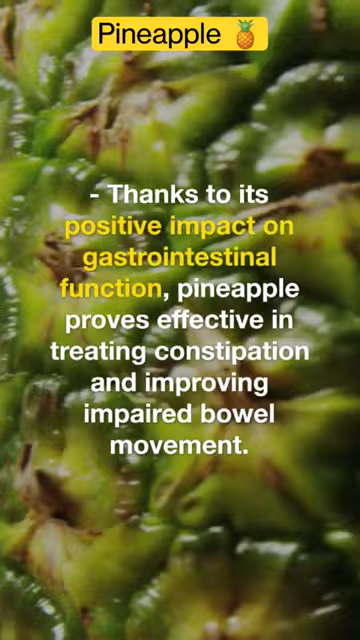 Pineapple 🍍
- Thanks to its
positive impact on
gastrointestinal
function, pineapple
proves effective in
treating constipation
and improving
impaired bowel
movement.